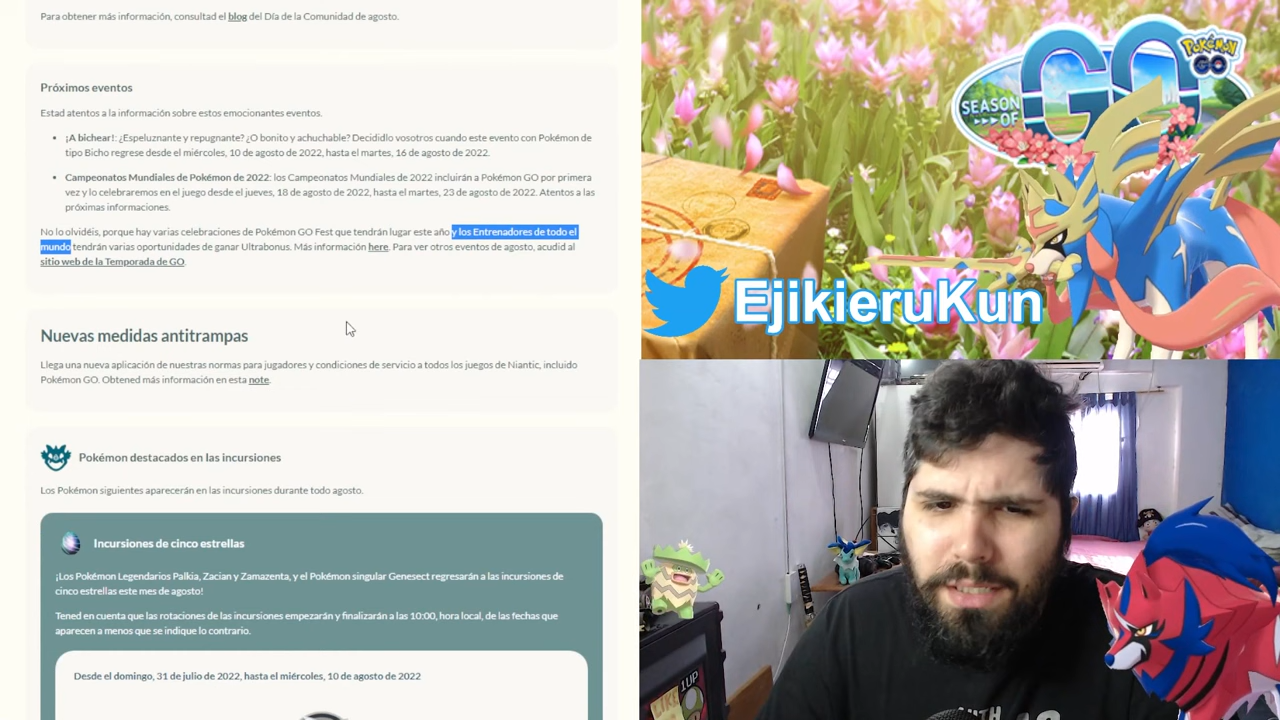 Para obtener más información, consultad el blog del Día de la Comunidad de agosto.
Próximos eventos
Estad atentos a la información sobre estos emocionantes eventos.
• ¡A bichear!: ¿Espeluznante y repugnante? ¿O bonito y achuchable? Decididlo vosotros cuando este evento con Pokémon de
tipo Bicho regrese desde el miércoles, 10 de agosto de 2022, hasta el martes, 16 de agosto de 2022.
• Campeonatos Mundiales de Pokémon de 2022: los Campeonatos Mundiales de 2022 incluirán a Pokémon GO por primera
vez y lo celebraremos en el juego desde el jueves, 18 de agosto de 2022, hasta el martes, 23 de agosto de 2022. Atentos a las
próximas informaciones.
No lo olvidéis, porque hay varias celebraciones de Pokémon GO Fest que tendrán lugar este año y los Entrenadores de todo el
mundo tendrán varias oportunidades de ganar Ultrabonus. Más información here. Para ver otros eventos de agosto, acudid al
sitio web de la Temporada de GO.
Nuevas medidas antitrampas
Llega una nueva aplicación de nuestras normas para jugadores y condiciones de servicio a todos los juegos de Niantic, incluido
Pokémon GO. Obtened más información en esta note.
Pokémon destacados en las incursiones
Los Pokémon siguientes aparecerán en las incursiones durante todo agosto.
Incursiones de cinco estrellas
¡Los Pokémon Legendarios Palkia, Zacian y Zamazenta, y el Pokémon singular Genesect regresarán a las incursiones de
cinco estrellas este mes de agosto!
Tened en cuenta que las rotaciones de las incursiones empezarán y finalizarán a las 10:00, hora local, de las fechas que
aparecen a menos que se indique lo contrario.
Desde el domingo, 31 de julio de 2022, hasta el miércoles, 10 de agosto de 2022
SEASON
OF
GO
POKÉMON
GO
EjikieruKun
1UP
LIKE
WITH